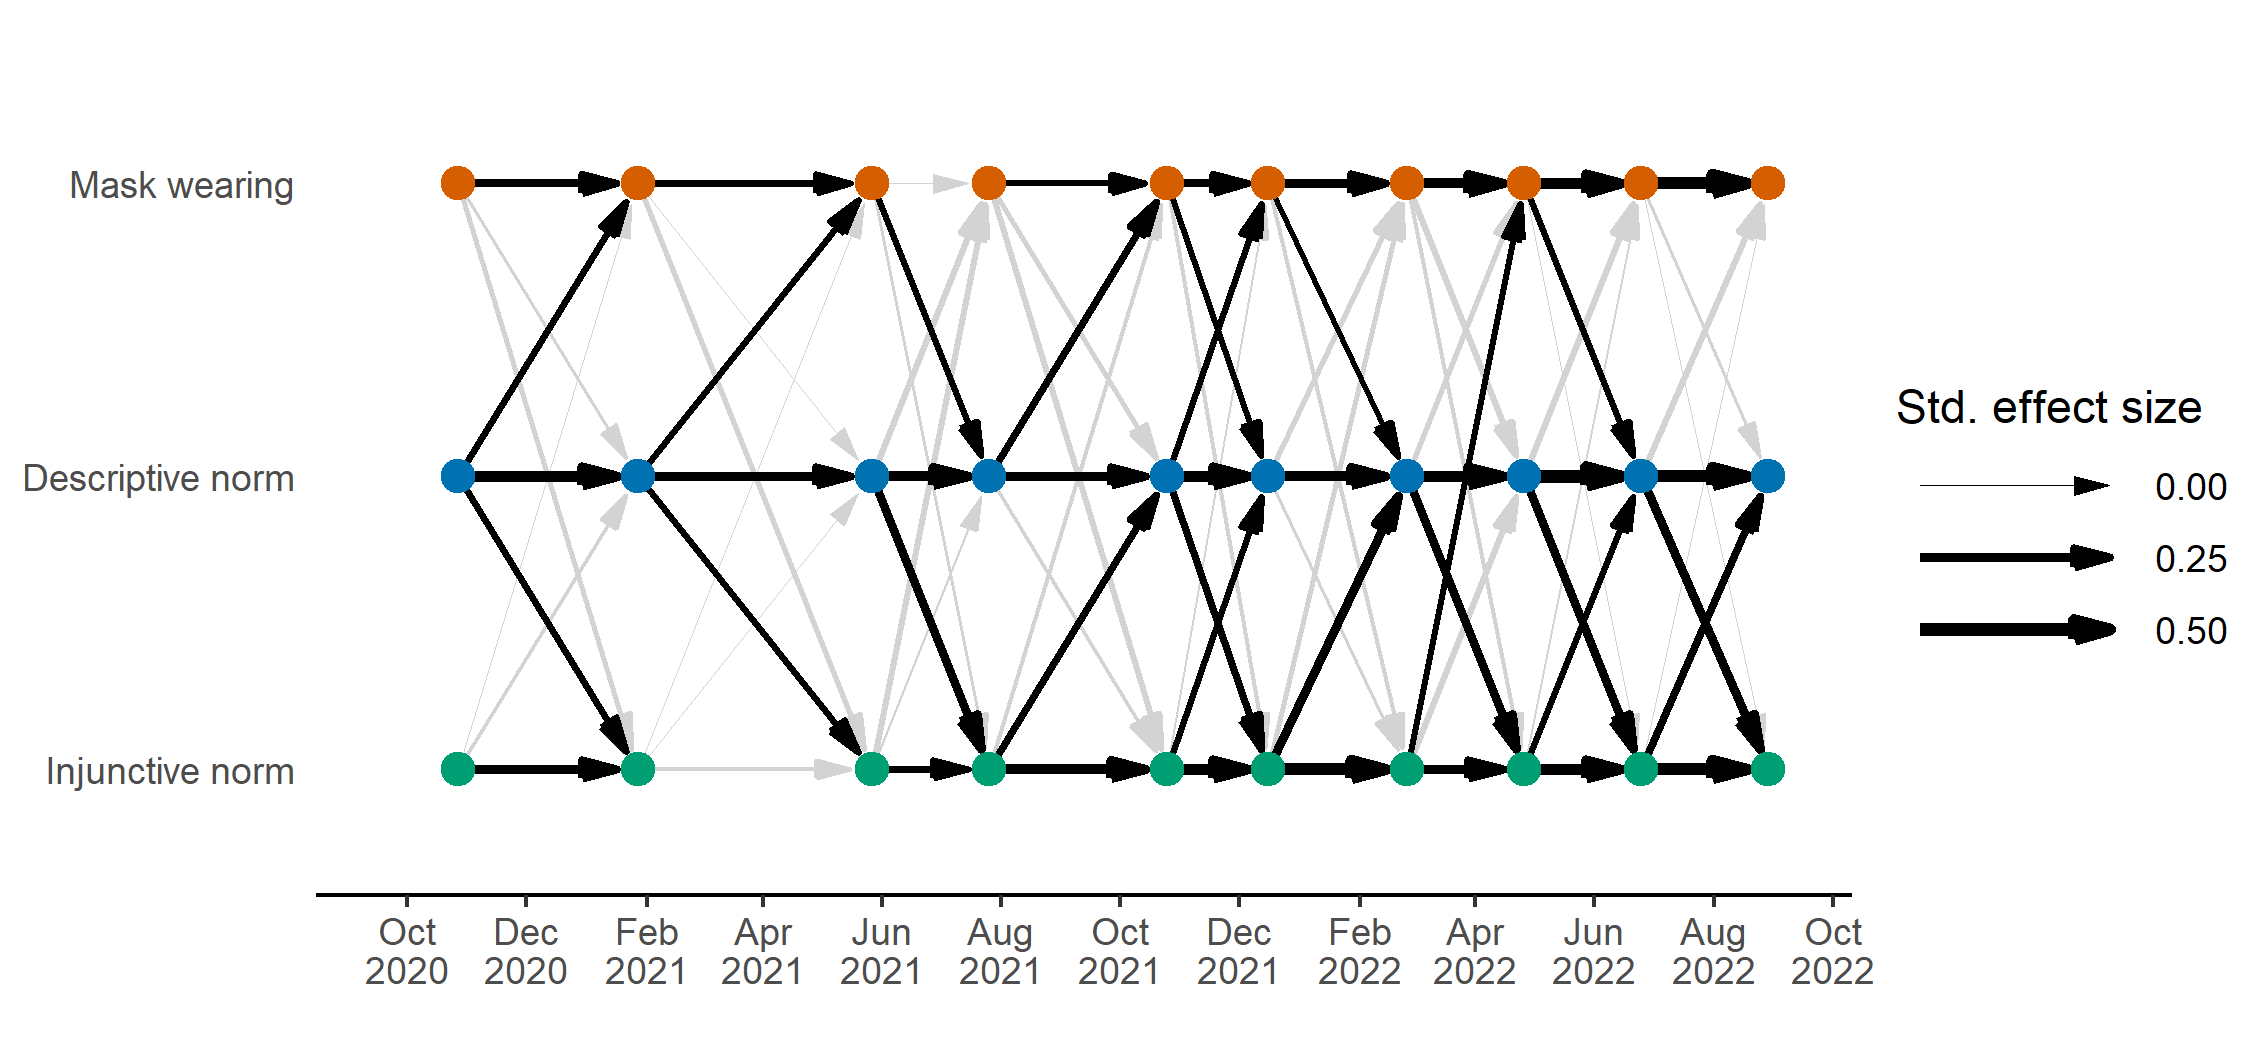 Mask wearing
Descriptive norm
Injunctive norm
Std. effect size
0.00
0.25
0.50
Oct Dec Feb Apr Jun Aug Oct Dec Feb Apr Jun Aug Oct
2020 2020 2021 2021 2021 2021 2021 2021 2022 2022 2022 2022 2022